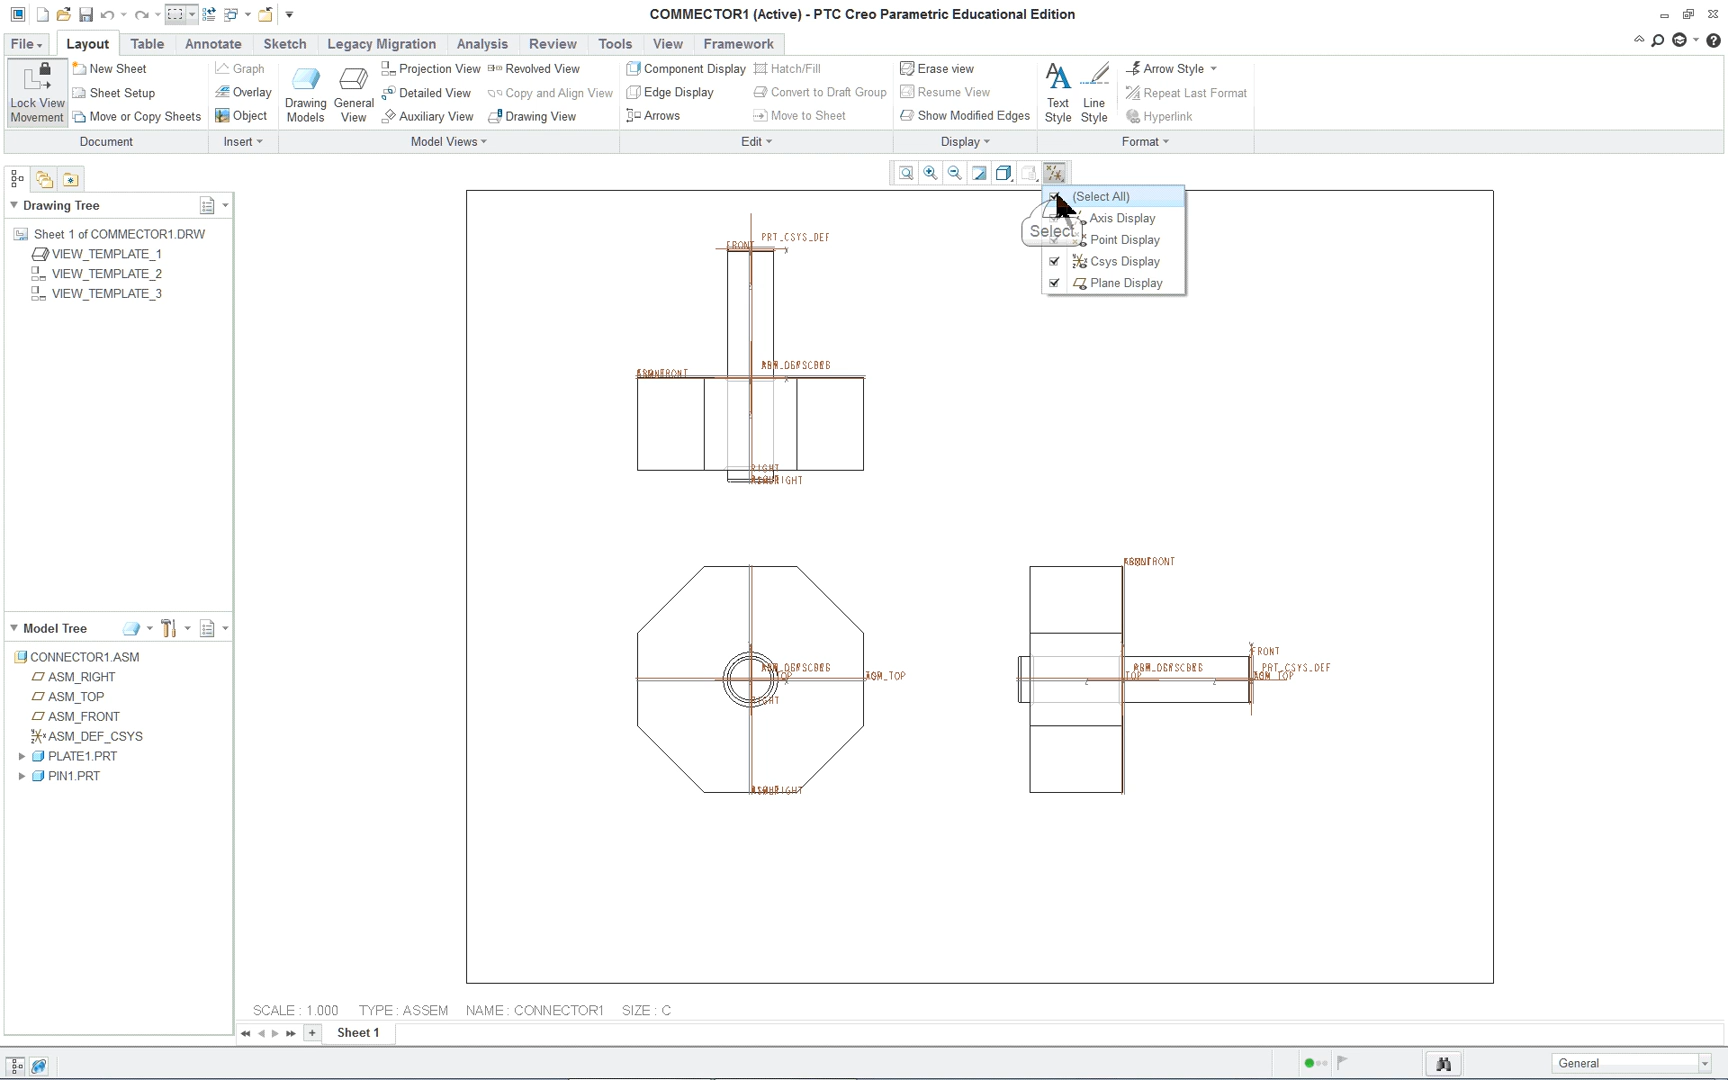 COMMECTOR1 (Active) - PTC Creo Parametric Educational Edition
File Layout Table Annotate Sketch Legacy Migration Analysis Review Tools View Framework
Lock View Movement
New Sheet
Sheet Setup
Move or Copy Sheets
Document
Graph
Overlay
Object
Insert
Drawing Models
General View
Projection View
Detailed View
Auxiliary View
Revolved View
Copy and Align View
Drawing View
Model Views
Component Display
Edge Display
Arrows
Hatch/Fill
Convert to Draft Group
Move to Sheet
Edit
Erase view
Resume View
Show Modified Edges
Display
Text Style
Line Style
Arrow Style
Repeat Last Format
Hyperlink
Format
(Select All)
Axis Display
Point Display
Csys Display
Plane Display
Select
Drawing Tree
Sheet 1 of COMMECTOR1.DRW
VIEW_TEMPLATE_1
VIEW_TEMPLATE_2
VIEW_TEMPLATE_3
Model Tree
CONNECTOR1.ASM
ASM_RIGHT
ASM_TOP
ASM_FRONT
ASM_DEF_CSYS
PLATE1.PRT
PIN1.PRT
FRONT
PRT_CSYS_DEF
RIGHT
TOP
RIGHT
FRONT
PRT_CSYS_DEF
TOP
SCALE : 1.000 TYPE : ASSEM NAME : CONNECTOR1 SIZE : C
Sheet 1
General